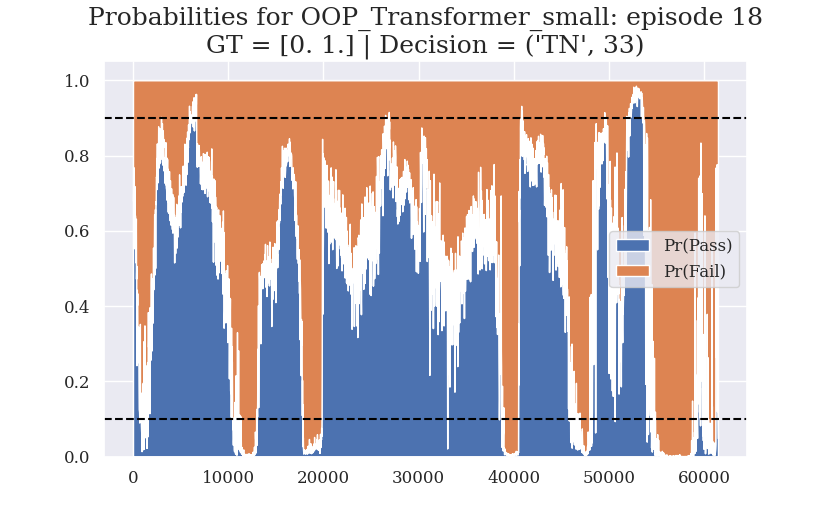 Probabilities for OOP_Transformer_small: episode 18
GT = [0. 1.] | Decision = ('TN', 33)
1.0
0.8
0.6
0.4
0.2
0.0
Pr(Pass)
Pr(Fail)
0 10000 20000 30000 40000 50000 60000